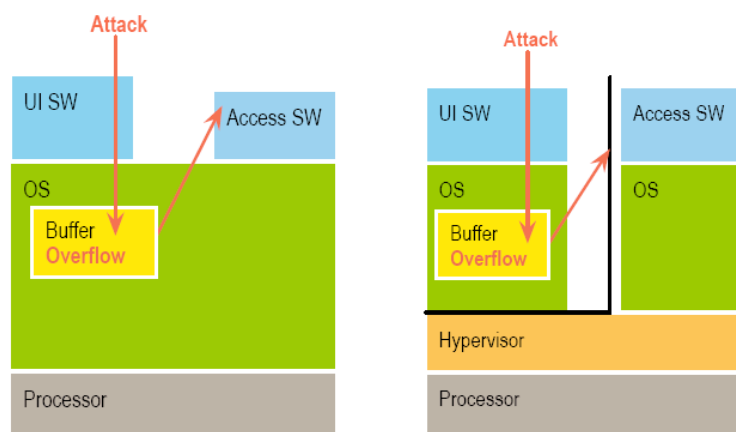 Attack
UI SW
Access SW
OS
Buffer
Overflow
Processor
Attack
UI SW
Access SW
OS
OS
Buffer
Overflow
Hypervisor
Processor